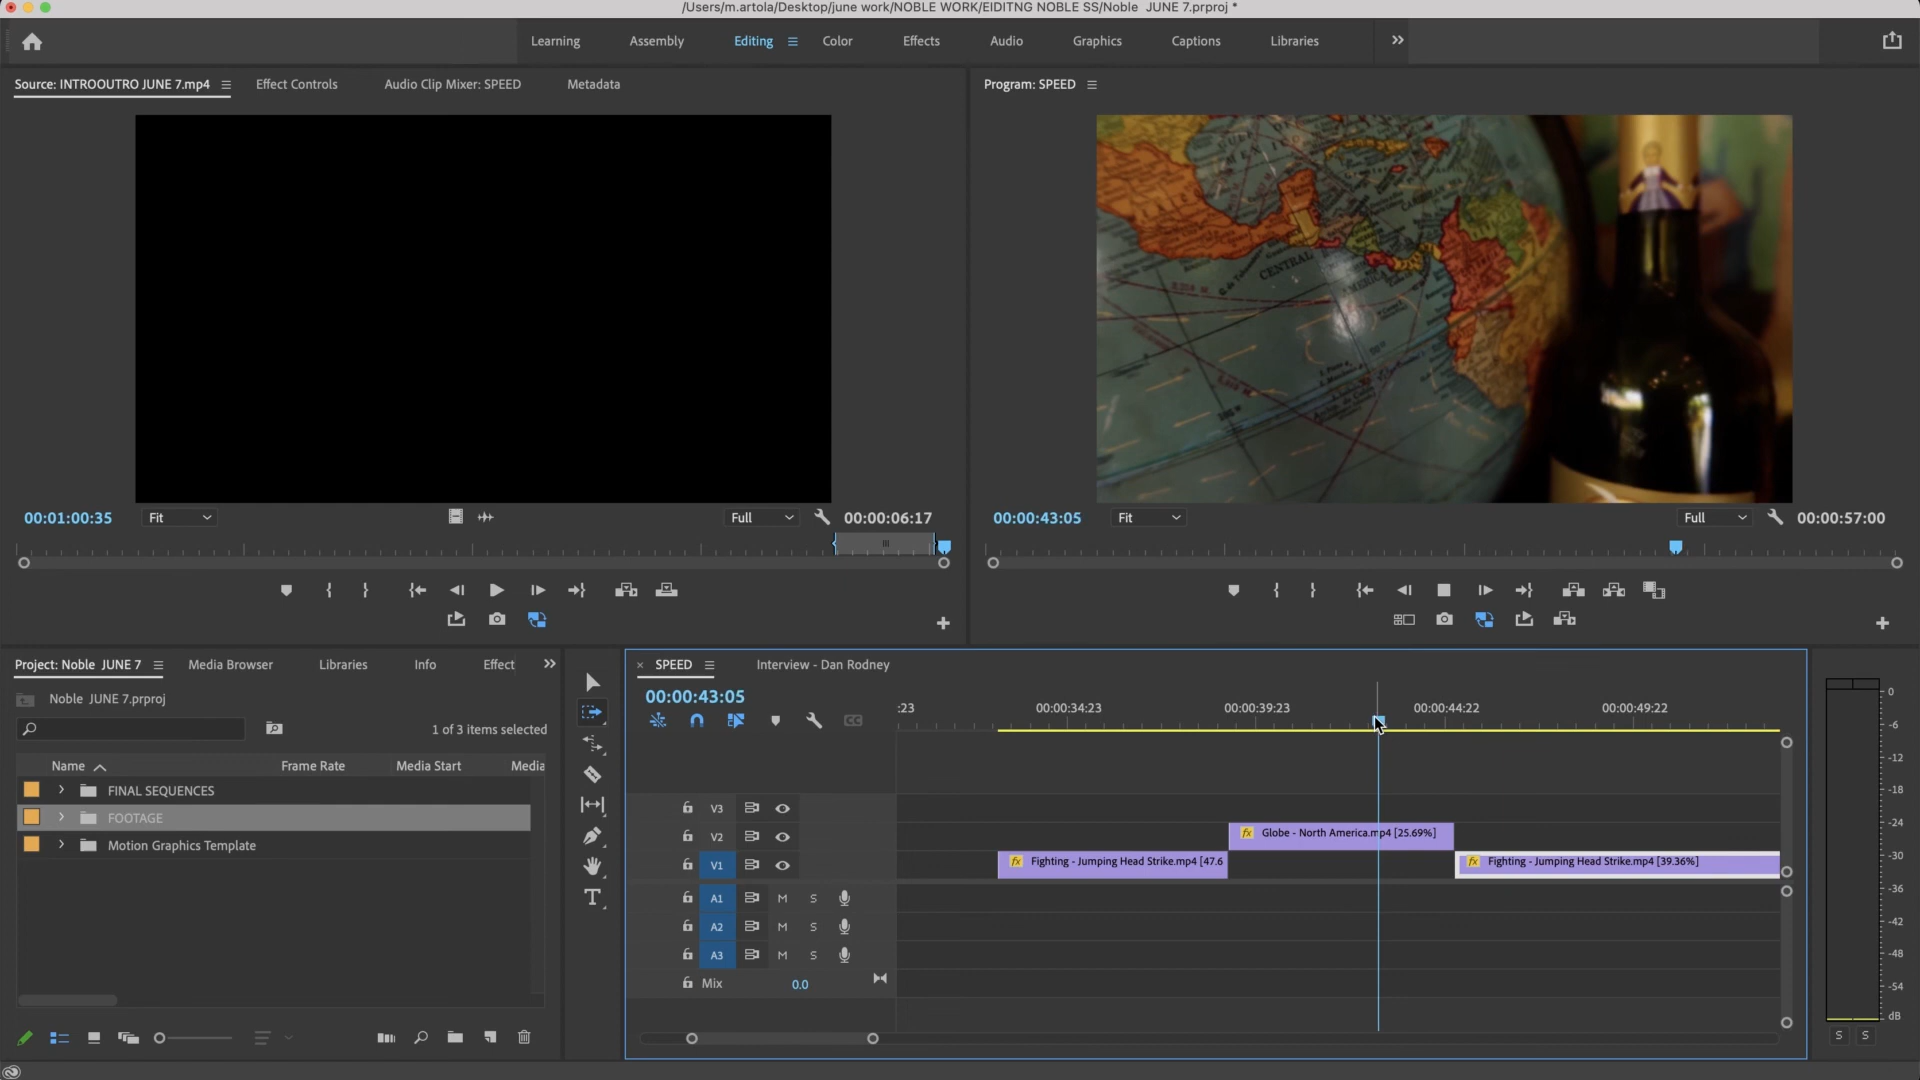 /Users/m.artola/Desktop/june work/NOBLE WORK/EIDITNG NOBLE SS/Noble  JUNE 7.prproj *
Learning
Assembly
Editing
Color
Effects
Audio
Graphics
Captions
Libraries
Source: INTROOUTRO JUNE 7.mp4
Effect Controls
Audio Clip Mixer: SPEED
Metadata
Program: SPEED
CENTRAL
AMERICA
00:01:00:35
Fit
Full
00:00:06:17
00:00:43:05
Fit
Full
00:00:57:00
Project: Noble  JUNE 7
Media Browser
Libraries
Info
Effect
Noble  JUNE 7.prproj
1 of 3 items selected
Name
Frame Rate
Media Start
Media
FINAL SEQUENCES
FOOTAGE
Motion Graphics Template
SPEED
Interview - Dan Rodney
00:00:43:05
:23
00:00:34:23
00:00:39:23
00:00:44:22
00:00:49:22
V3
V2
Globe - North America.mp4 [25.69%]
V1
Fighting - Jumping Head Strike.mp4 [47.6
Fighting - Jumping Head Strike.mp4 [39.36%]
A1
M
S
A2
M
S
A3
M
S
Mix
0.0
0
-6
-12
-18
-24
-30
-36
-42
-48
-54
dB
S
S